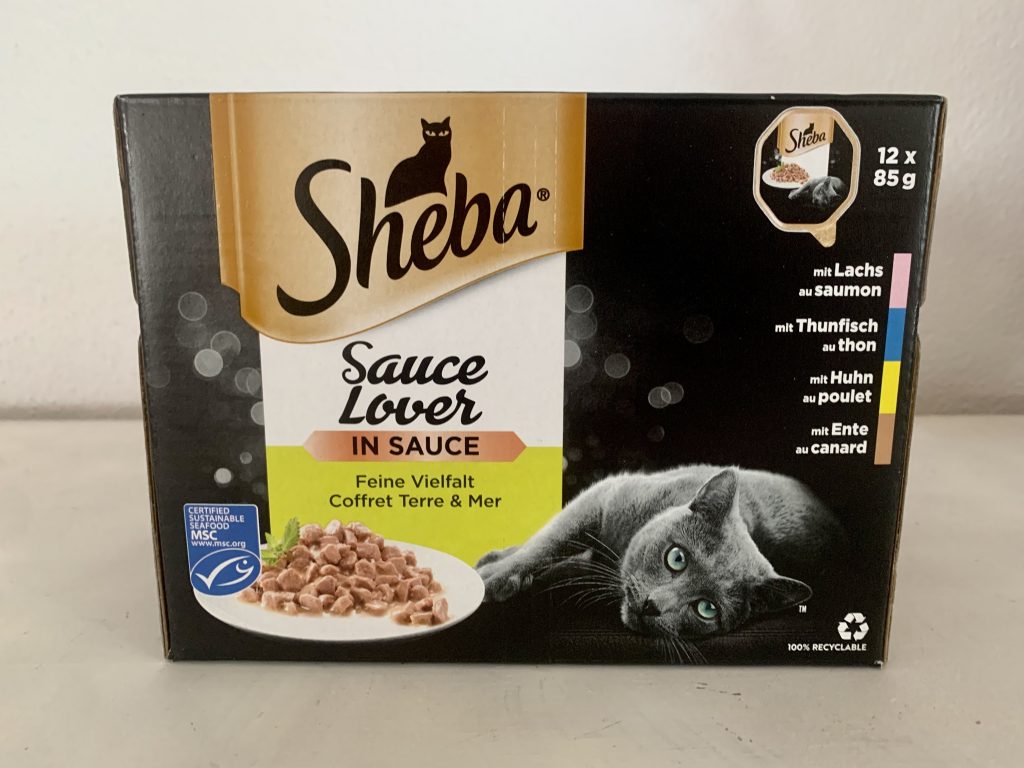 Sheba®
Sauce
Lover
IN SAUCE
Feine Vielfalt
Coffret Terre & Mer
CERTIFIED
SUSTAINABLE
SEAFOOD
MSC
www.msc.org
Sheba
12 x
85 g
mit Lachs
au saumon
mit Thunfisch
au thon
mit Huhn
au poulet
mit Ente
au canard
TM
100% RECYCLABLE